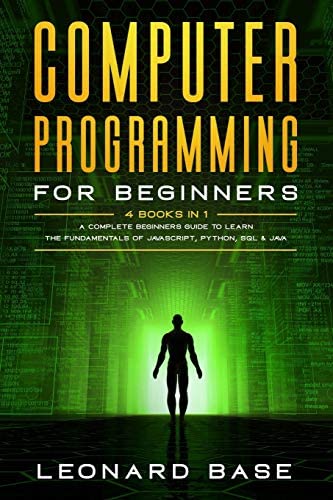 COMPUTER
PROGRAMMING
FOR BEGINNERS
4 BOOKS IN 1
A COMPLETE BEGINNERS GUIDE TO LEARN
THE FUNDAMENTALS OF JAVASCRIPT, PYTHON, SQL & JAVA
LEONARD BASE